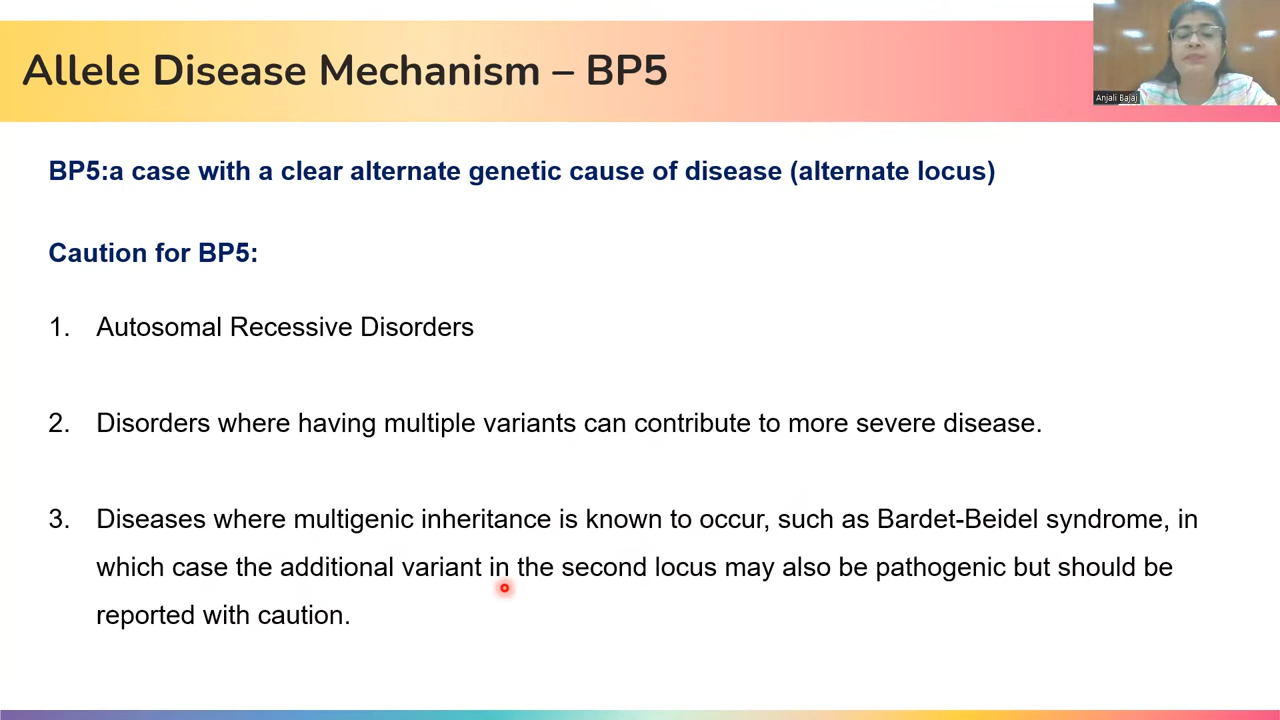 Allele Disease Mechanism – BP5
Anjali Bajaj
BP5:a case with a clear alternate genetic cause of disease (alternate locus)
Caution for BP5:
1. Autosomal Recessive Disorders
2. Disorders where having multiple variants can contribute to more severe disease.
3. Diseases where multigenic inheritance is known to occur, such as Bardet-Beidel syndrome, in
which case the additional variant in the second locus may also be pathogenic but should be
reported with caution.